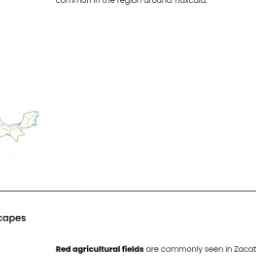 common in the region around Tlaxcala.
capes
Red agricultural fields are commonly seen in Zacat